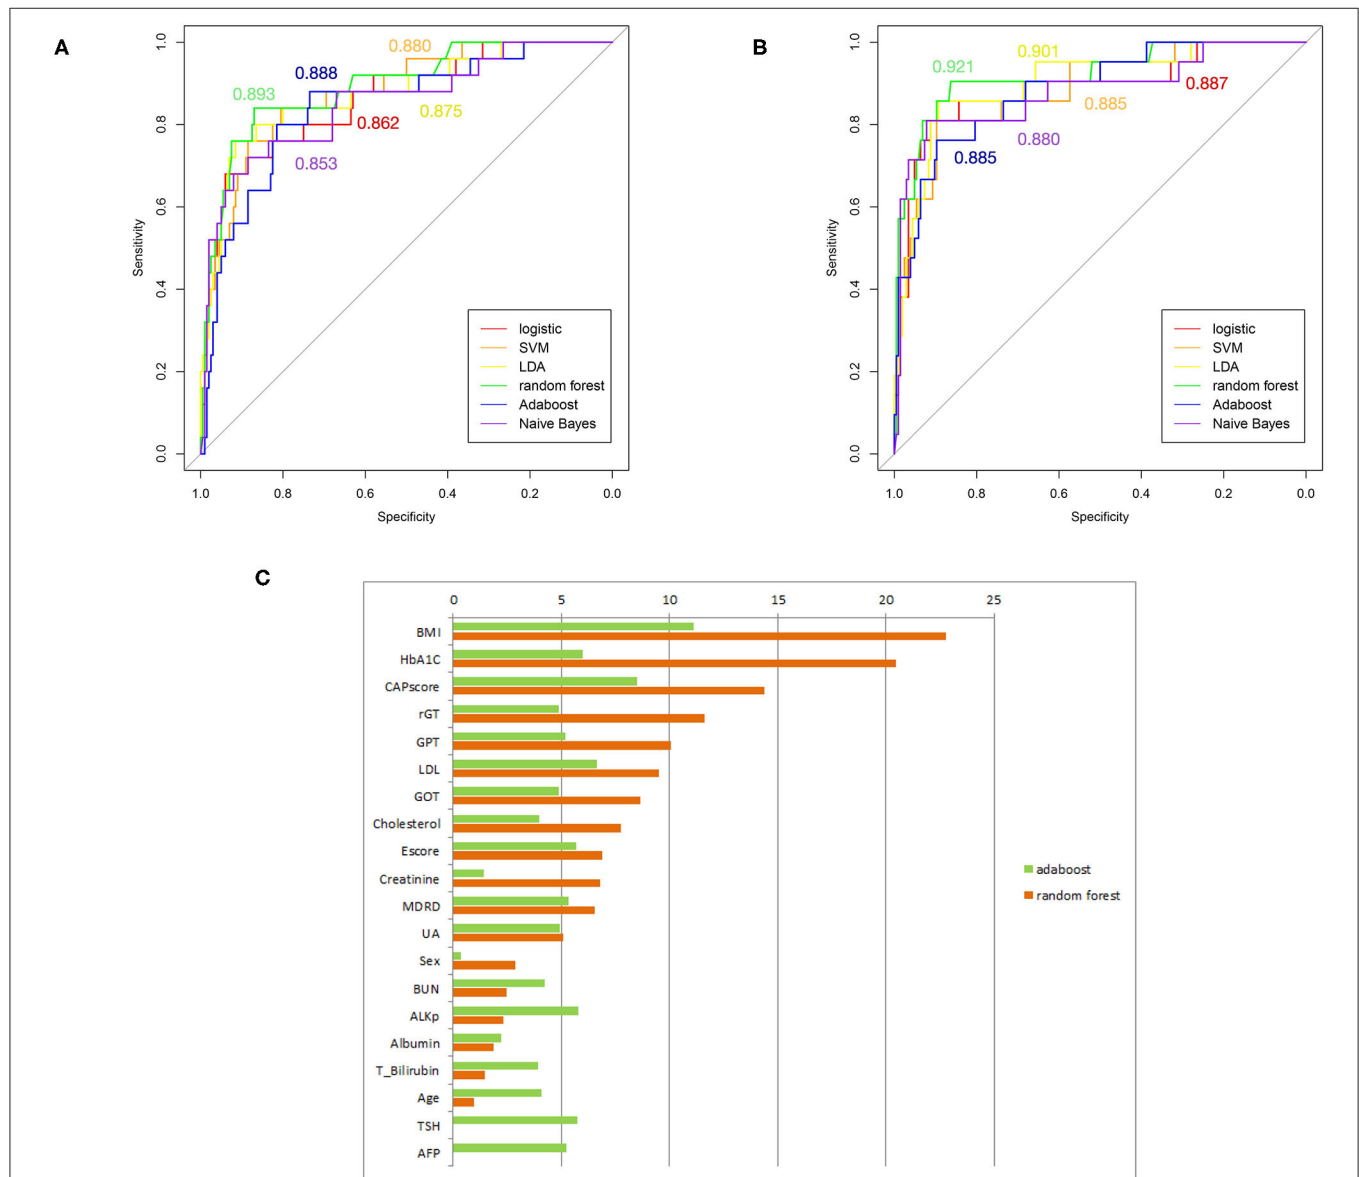 A
0.880
0.888
0.893
0.875
0.862
0.853
Sensitivity
1.0
0.8
0.6
0.4
0.2
0.0
logistic
SVM
LDA
random forest
Adaboost
Naive Bayes
1.0 0.8 0.6 0.4 0.2 0.0
Specificity
B
0.901
0.921
0.887
0.885
0.880
0.885
Sensitivity
1.0
0.8
0.6
0.4
0.2
0.0
logistic
SVM
LDA
random forest
Adaboost
Naive Bayes
1.0 0.8 0.6 0.4 0.2 0.0
Specificity
C
0 5 10 15 20 25
BMI
HbA1C
CAPscore
rGT
GPT
LDL
GOT
Cholesterol
Escore
Creatinine
MDRD
UA
Sex
BUN
ALKp
Albumin
T_Bilirubin
Age
TSH
AFP
adaboost
random forest